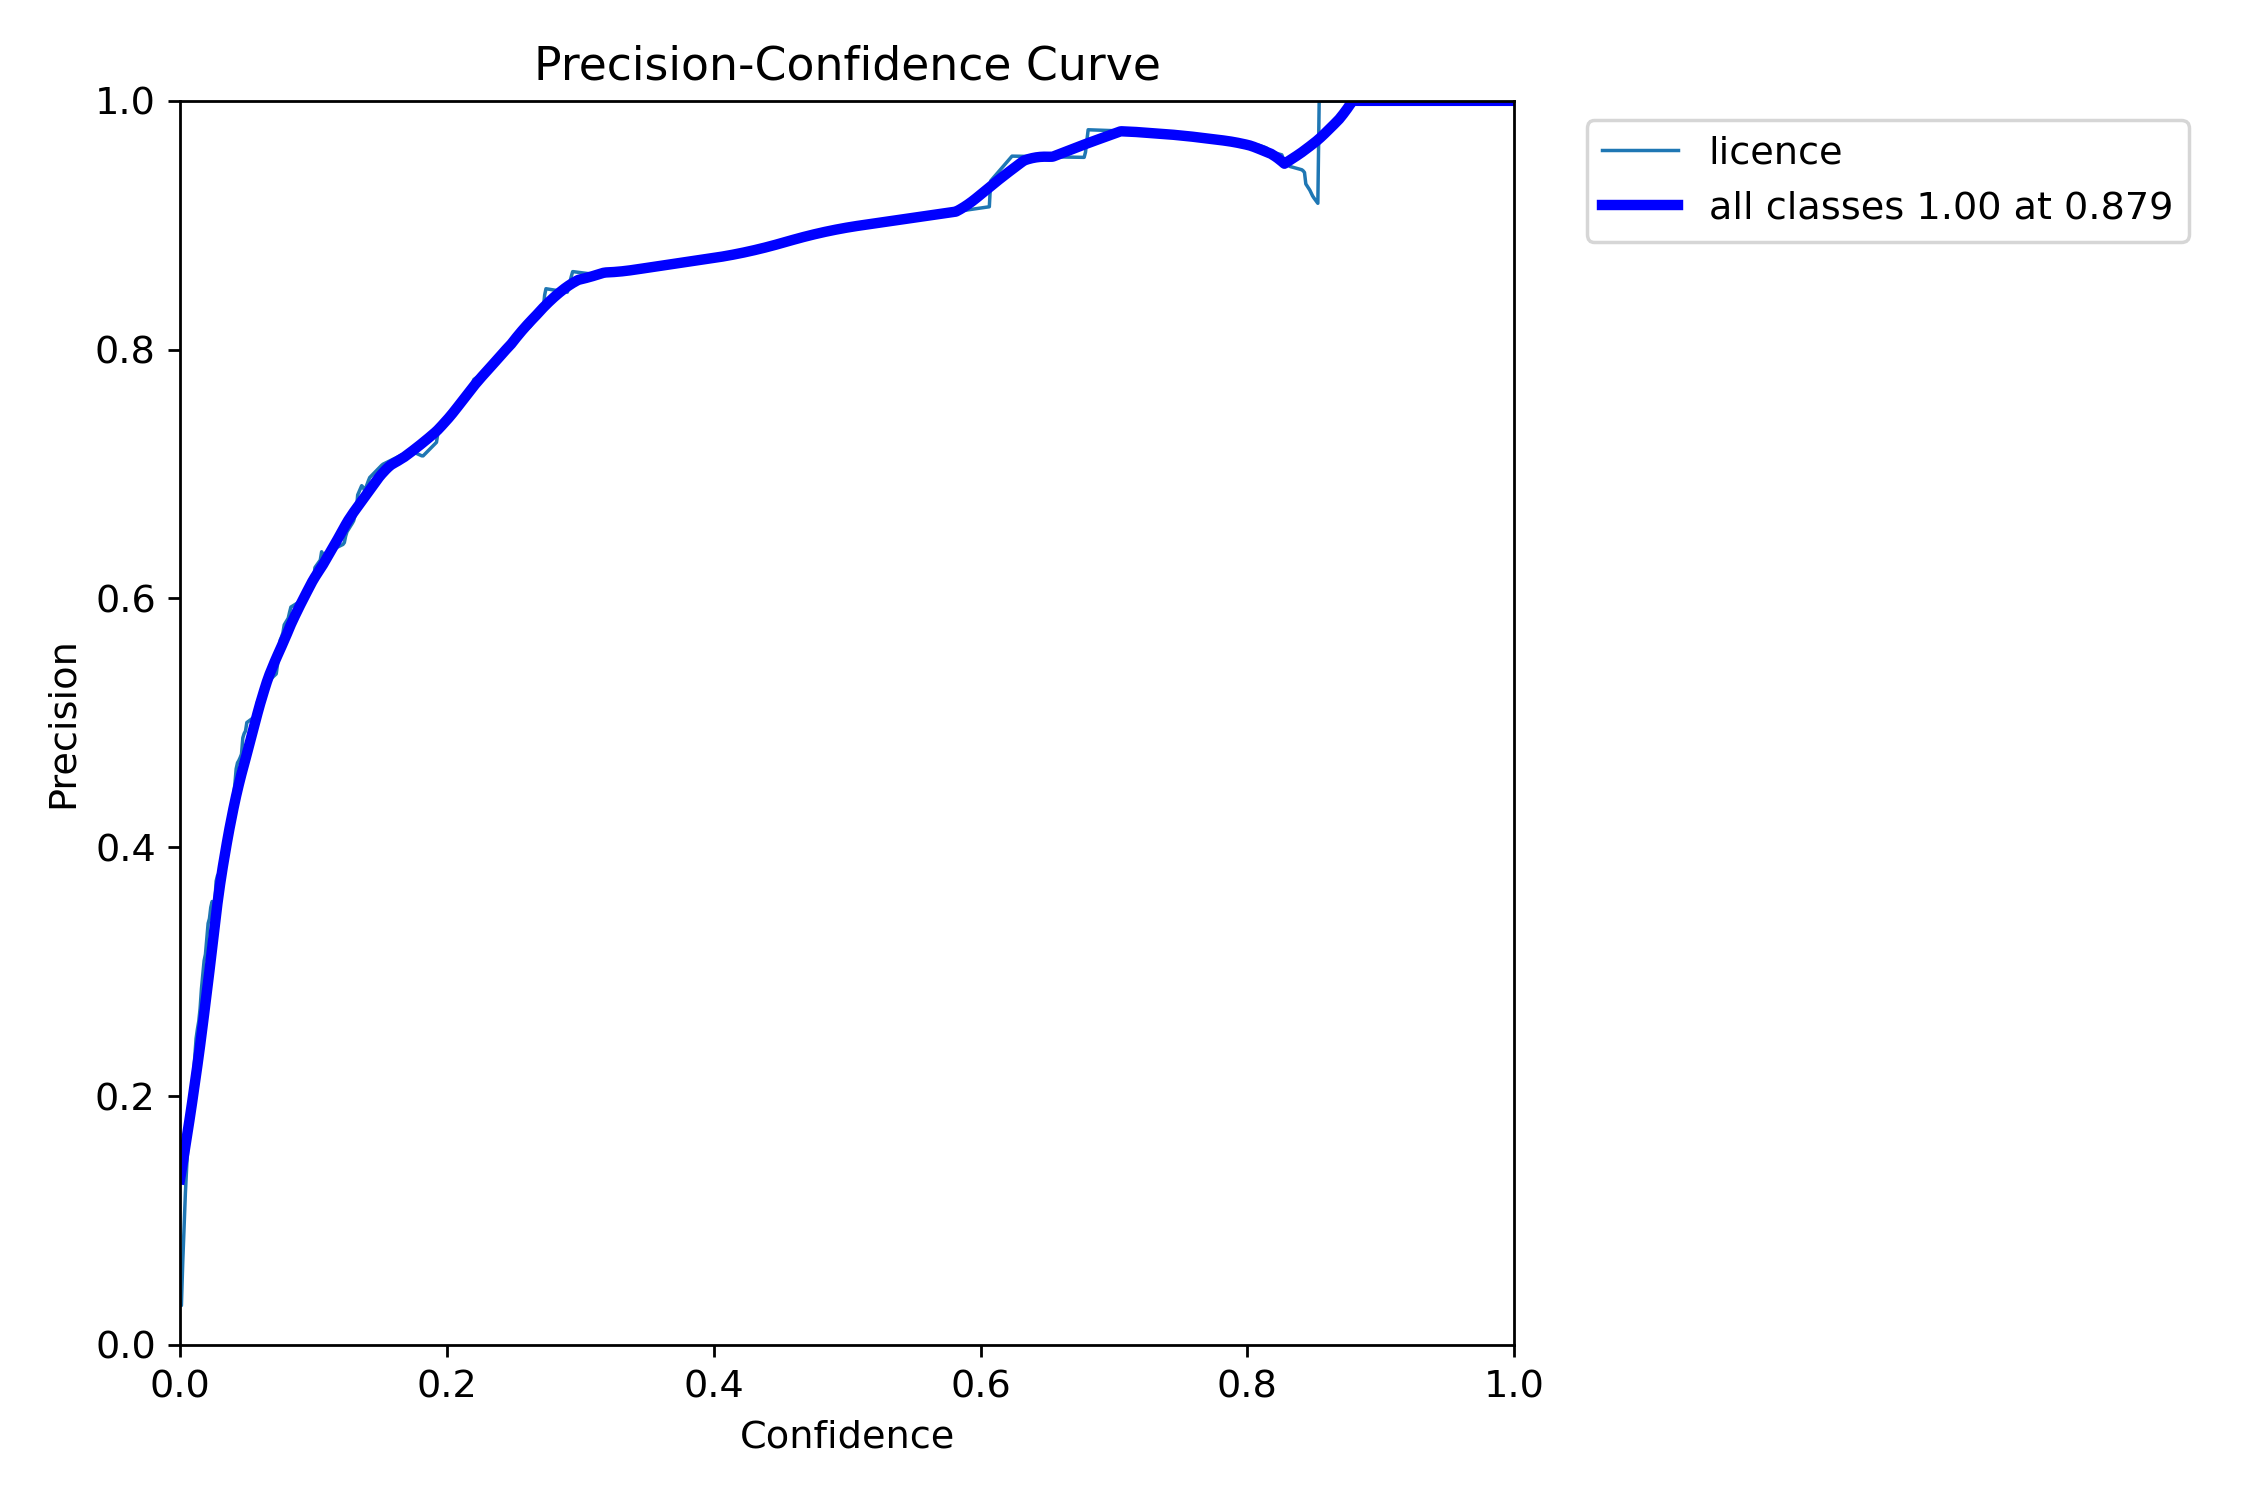 Precision-Confidence Curve
1.0
0.8
0.6
0.4
0.2
0.0
Precision
0.0 0.2 0.4 0.6 0.8 1.0
Confidence
licence
all classes 1.00 at 0.879